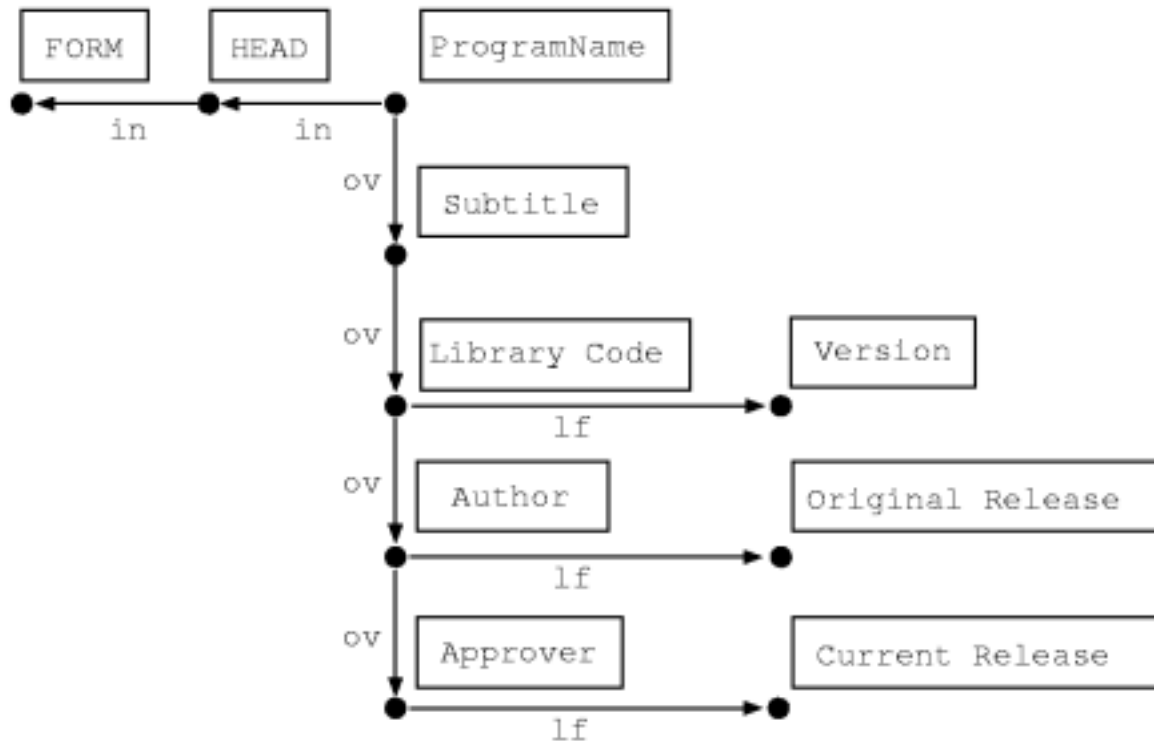 FORM HEAD ProgramName
in in
ov Subtitle
ov Library Code Version
lf
ov Author Original Release
lf
ov Approver Current Release
lf